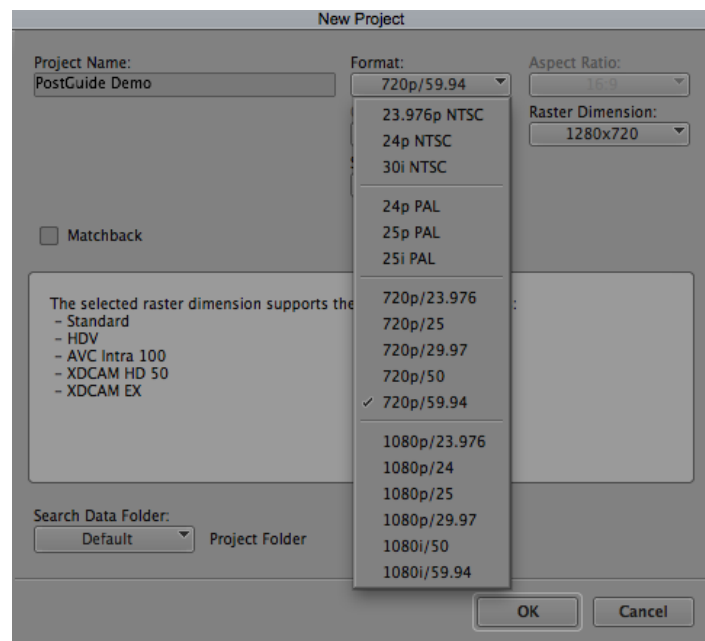 New Project
Project Name:
PostGuide Demo
Format:
720p/59.94
Aspect Ratio:
16:9
Raster Dimension:
1280x720
23.976p NTSC
24p NTSC
30i NTSC
24p PAL
25p PAL
25i PAL
720p/23.976
720p/25
720p/29.97
720p/50
720p/59.94
1080p/23.976
1080p/24
1080p/25
1080p/29.97
1080i/50
1080i/59.94
Matchback
The selected raster dimension supports the :
- Standard
- HDV
- AVC Intra 100
- XDCAM HD 50
- XDCAM EX
Search Data Folder:
Default
Project Folder
OK
Cancel